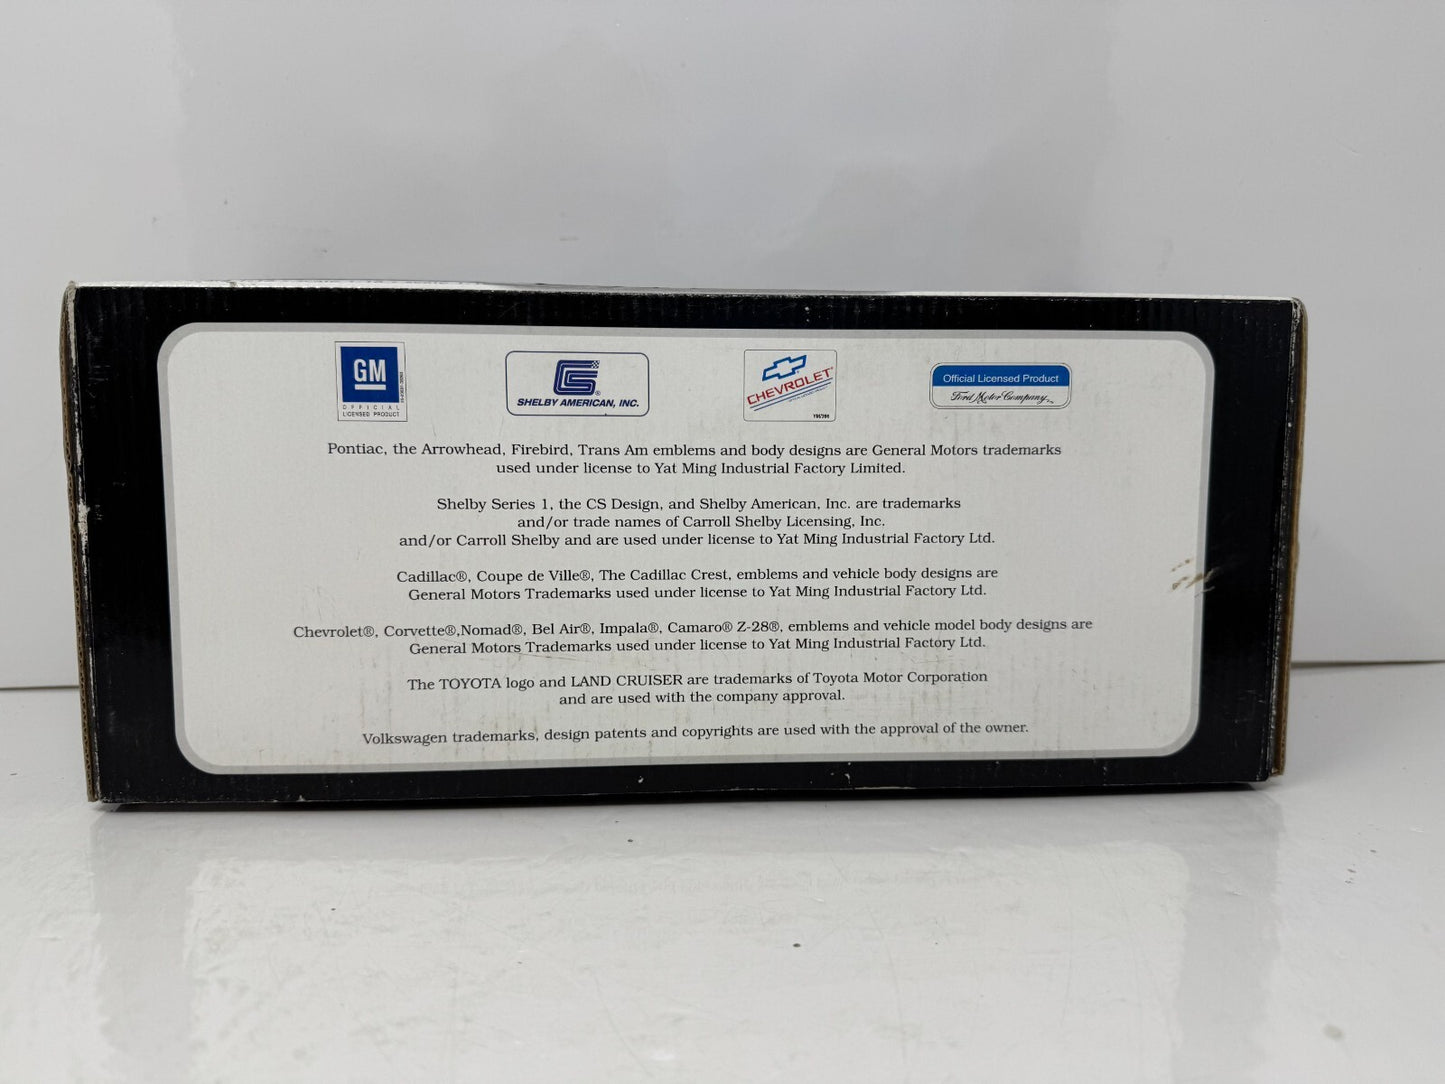 GM
OFFICIAL
LICENSED PRODUCT
SHELBY AMERICAN, INC.
CHEVROLET
Official Licensed Product
Ford Motor Company
Pontiac, the Arrowhead, Firebird, Trans Am emblems and body designs are General Motors trademarks
used under license to Yat Ming Industrial Factory Limited.
Shelby Series 1, the CS Design, and Shelby American, Inc. are trademarks
and/or trade names of Carroll Shelby Licensing, Inc.
and/or Carroll Shelby and are used under license to Yat Ming Industrial Factory Ltd.
Cadillac®, Coupe de Ville®, The Cadillac Crest, emblems and vehicle body designs are
General Motors Trademarks used under license to Yat Ming Industrial Factory Ltd.
Chevrolet®, Corvette®,Nomad®, Bel Air®, Impala®, Camaro® Z-28®, emblems and vehicle model body designs are
General Motors Trademarks used under license to Yat Ming Industrial Factory Ltd.
The TOYOTA logo and LAND CRUISER are trademarks of Toyota Motor Corporation
and are used with the company approval.
Volkswagen trademarks, design patents and copyrights are used with the approval of the owner.